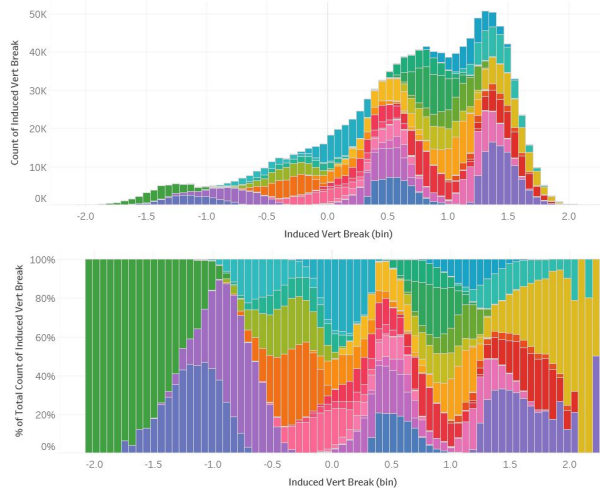 50K
40K
30K
20K
10K
0K
Count of Induced Vert Break
-2.0 -1.5 -1.0 -0.5 0.0 0.5 1.0 1.5 2.0
Induced Vert Break (bin)
100%
80%
60%
40%
20%
0%
% of Total Count of Induced Vert Break
-2.0 -1.5 -1.0 -0.5 0.0 0.5 1.0 1.5 2.0
Induced Vert Break (bin)